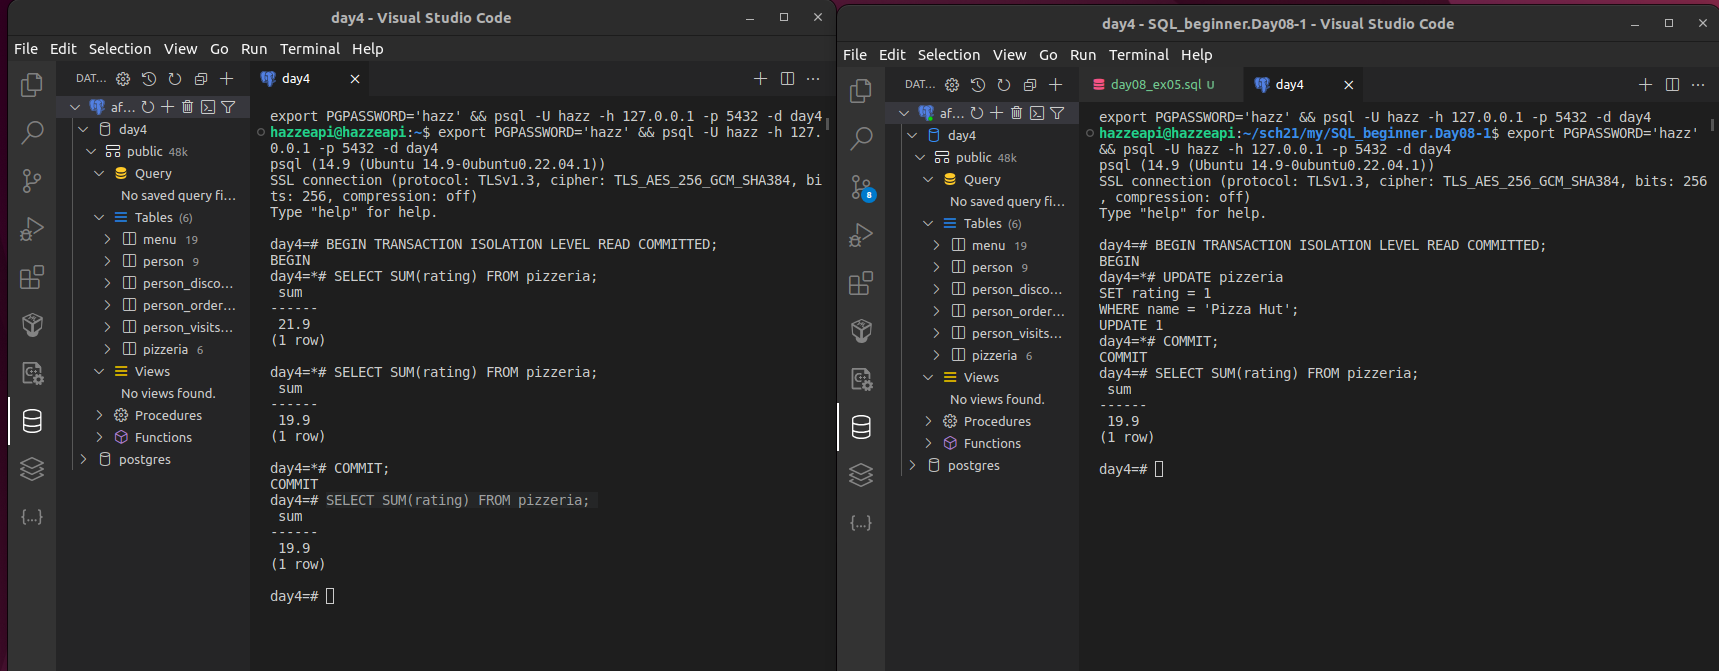 day4 - Visual Studio Code
File Edit Selection View Go Run Terminal Help
DAT...
af...
day4
public 48k
Query
No saved query fi...
Tables (6)
menu 19
person 9
person_disco...
person_order...
person_visits...
pizzeria 6
Views
No views found.
Procedures
Functions
postgres
day4
export PGPASSWORD='hazz' && psql -U hazz -h 127.0.0.1 -p 5432 -d day4
hazzeapi@hazzeapi:~$ export PGPASSWORD='hazz' && psql -U hazz -h 127.
0.0.1 -p 5432 -d day4
psql (14.9 (Ubuntu 14.9-0ubuntu0.22.04.1))
SSL connection (protocol: TLSv1.3, cipher: TLS_AES_256_GCM_SHA384, bi
ts: 256, compression: off)
Type "help" for help.
day4=# BEGIN TRANSACTION ISOLATION LEVEL READ COMMITTED;
BEGIN
day4=*# SELECT SUM(rating) FROM pizzeria;
sum
------
21.9
(1 row)
day4=*# SELECT SUM(rating) FROM pizzeria;
sum
------
19.9
(1 row)
day4=*# COMMIT;
COMMIT
day4=# SELECT SUM(rating) FROM pizzeria;
sum
------
19.9
(1 row)
day4=#
day4 - SQL_beginner.Day08-1 - Visual Studio Code
File Edit Selection View Go Run Terminal Help
8
DAT...
af...
day4
public 48k
Query
No saved query fi...
Tables (6)
menu 19
person 9
person_disco...
person_order...
person_visits...
pizzeria 6
Views
No views found.
Procedures
Functions
postgres
day08_ex05.sql U
day4
export PGPASSWORD='hazz' && psql -U hazz -h 127.0.0.1 -p 5432 -d day4
hazzeapi@hazzeapi:~/sch21/my/SQL_beginner.Day08-1$ export PGPASSWORD='hazz'
&& psql -U hazz -h 127.0.0.1 -p 5432 -d day4
psql (14.9 (Ubuntu 14.9-0ubuntu0.22.04.1))
SSL connection (protocol: TLSv1.3, cipher: TLS_AES_256_GCM_SHA384, bits: 256
, compression: off)
Type "help" for help.
day4=# BEGIN TRANSACTION ISOLATION LEVEL READ COMMITTED;
BEGIN
day4=*# UPDATE pizzeria
SET rating = 1
WHERE name = 'Pizza Hut';
UPDATE 1
day4=*# COMMIT;
COMMIT
day4=# SELECT SUM(rating) FROM pizzeria;
sum
------
19.9
(1 row)
day4=#